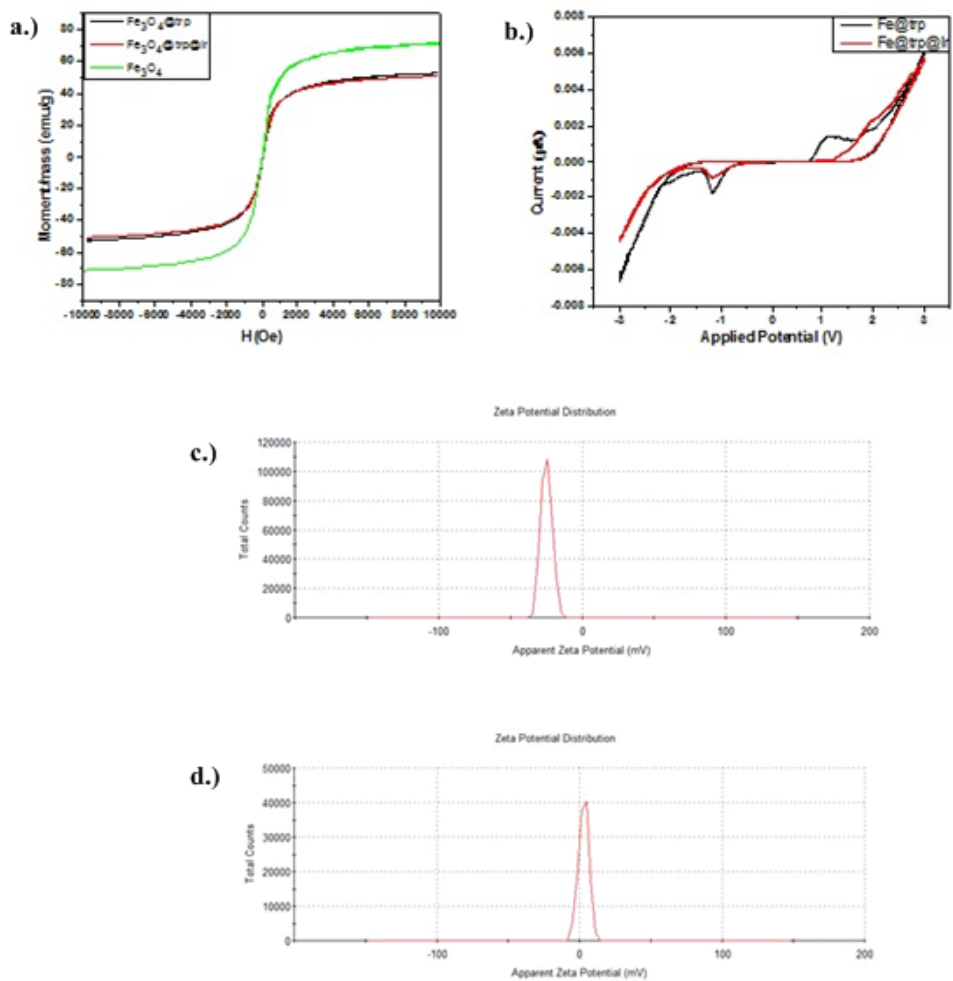 a.)
Fe3O4@trp
Fe3O4@trp@Ir
Fe3O4
Moment/mass (emu/g)
80
60
40
20
0
-20
-40
-60
-80
-10000 -8000 -6000 -4000 -2000 0 2000 4000 6000 8000 10000
H (Oe)
b.)
Fe@trp
Fe@trp@Ir
Current (µA)
0.008
0.006
0.004
0.002
0.000
-0.002
-0.004
-0.006
-0.008
-3 -2 -1 0 1 2 3
Applied Potential (V)
c.)
Zeta Potential Distribution
Total Counts
120000
100000
80000
60000
40000
20000
0
-100 0 100 200
Apparent Zeta Potential (mV)
d.)
Zeta Potential Distribution
Total Counts
50000
40000
30000
20000
10000
0
-100 0 100 200
Apparent Zeta Potential (mV)